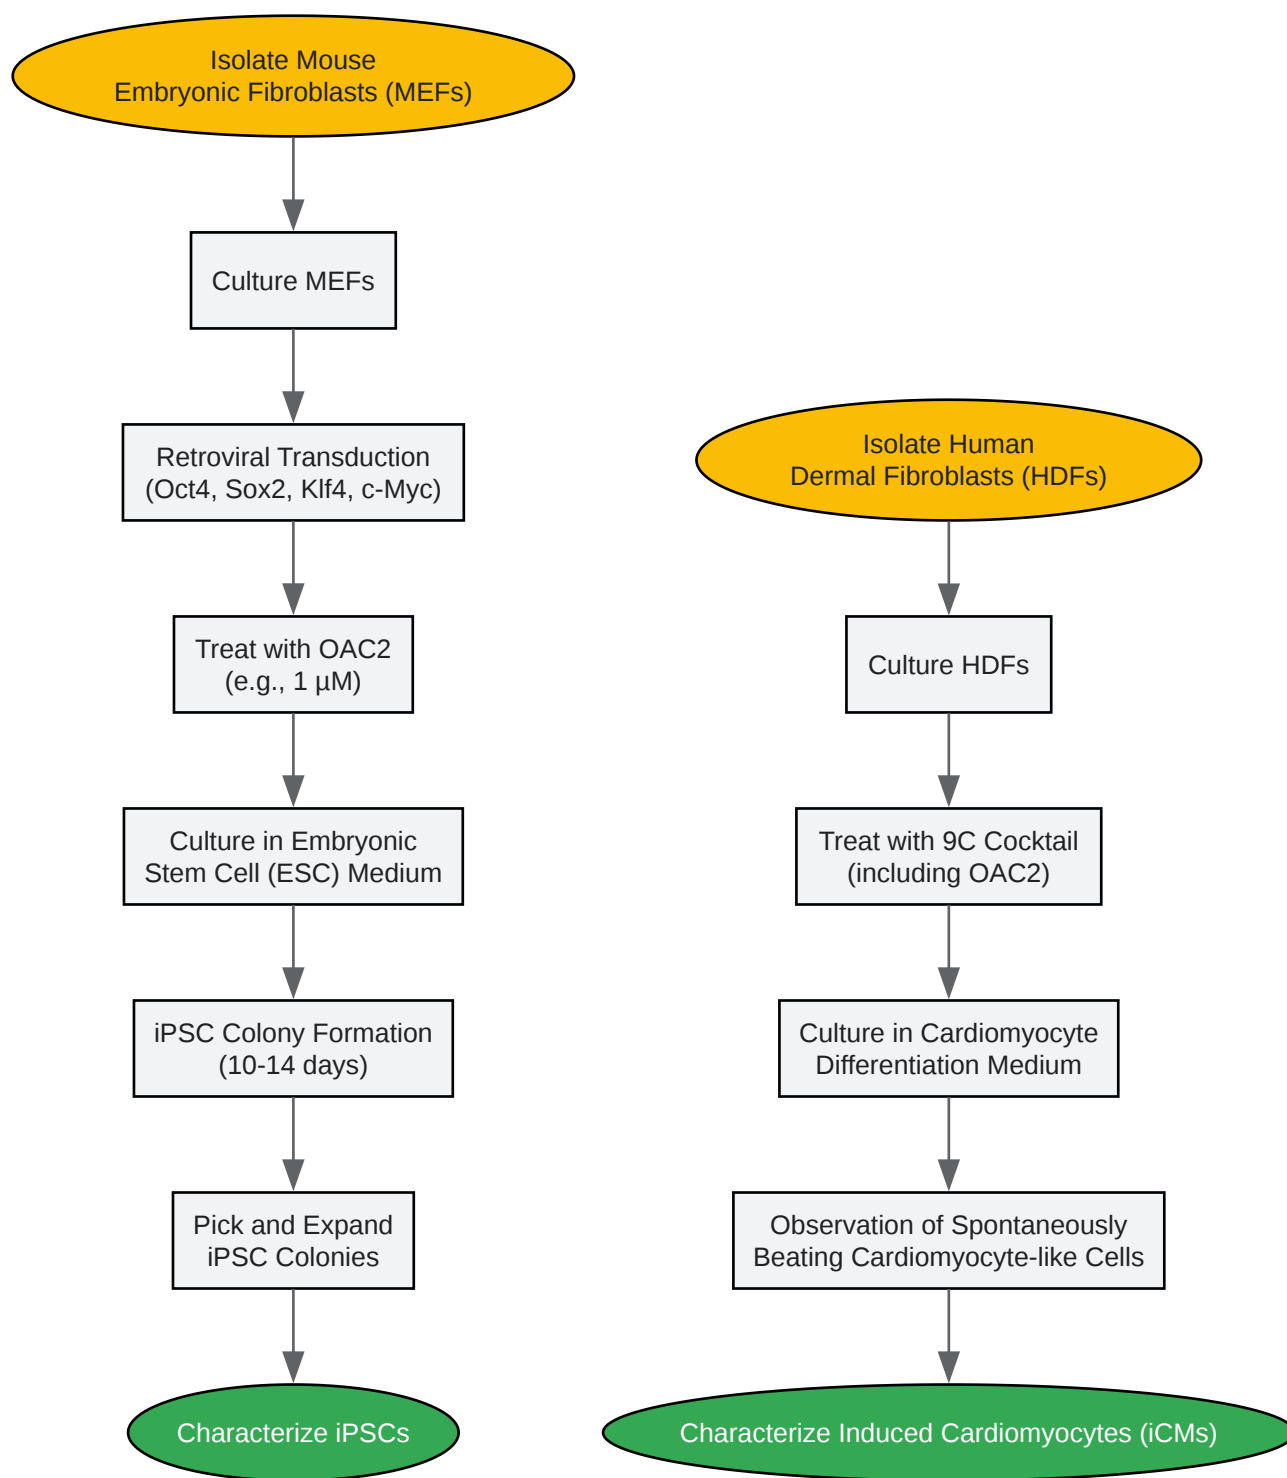 Isolate Mouse
Embryonic Fibroblasts (MEFs)
Culture MEFs
Retroviral Transduction
(Oct4, Sox2, Klf4, c-Myc)
Treat with OAC2
(e.g., 1 µM)
Culture in Embryonic
Stem Cell (ESC) Medium
iPSC Colony Formation
(10-14 days)
Pick and Expand
iPSC Colonies
Characterize iPSCs
Isolate Human
Dermal Fibroblasts (HDFs)
Culture HDFs
Treat with 9C Cocktail
(including OAC2)
Culture in Cardiomyocyte
Differentiation Medium
Observation of Spontaneously
Beating Cardiomyocyte-like Cells
Characterize Induced Cardiomyocytes (iCMs)